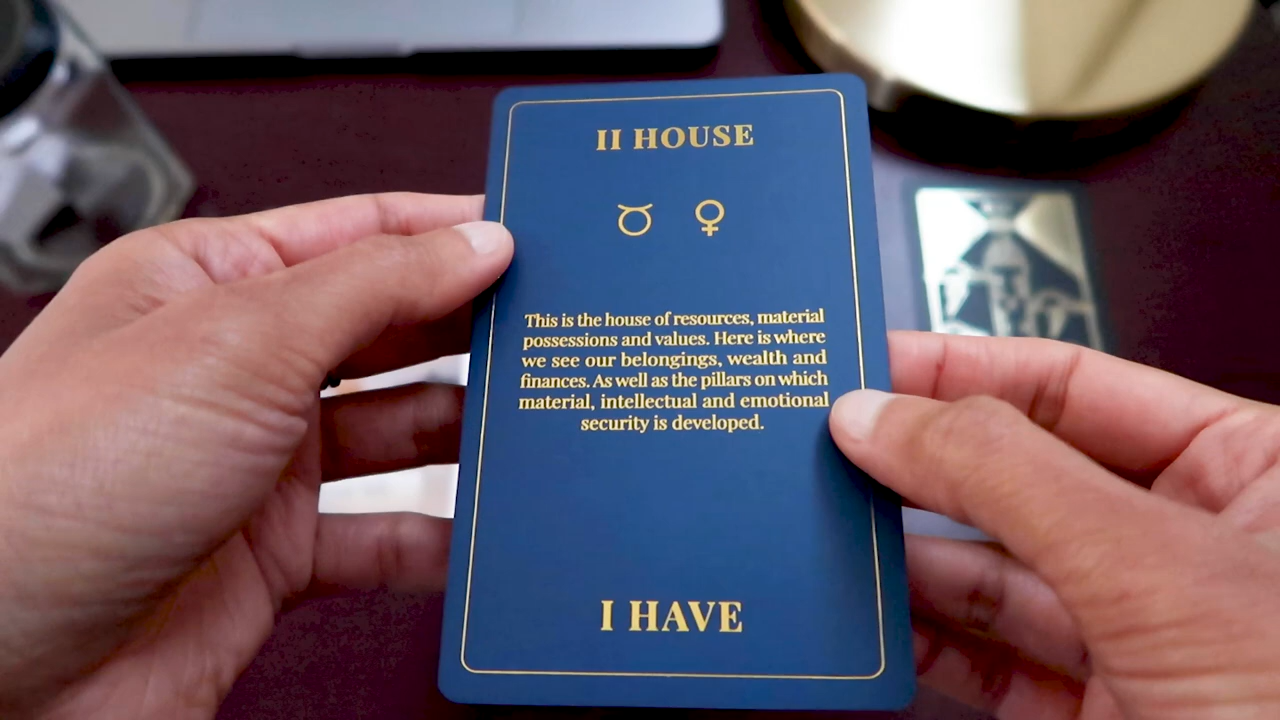 II HOUSE
♉ ♀
This is the house of resources, material
possessions and values. Here is where
we see our belongings, wealth and
finances. As well as the pillars on which
material, intellectual and emotional
security is developed.
I HAVE